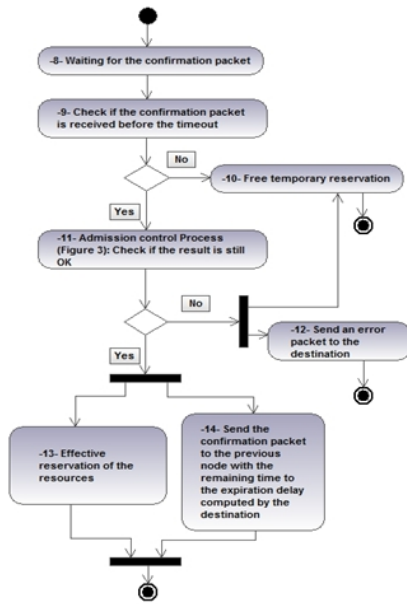 -8- Waiting for the confirmation packet
-9- Check if the confirmation packet
is received before the timeout
No
-10- Free temporary reservation
Yes
-11- Admission control Process
(Figure 3): Check if the result is still
OK
No
-12- Send an error
packet to the
destination
Yes
-13- Effective
reservation of the
resources
-14- Send the
confirmation packet
to the previous
node with the
remaining time to
the expiration delay
computed by the
destination